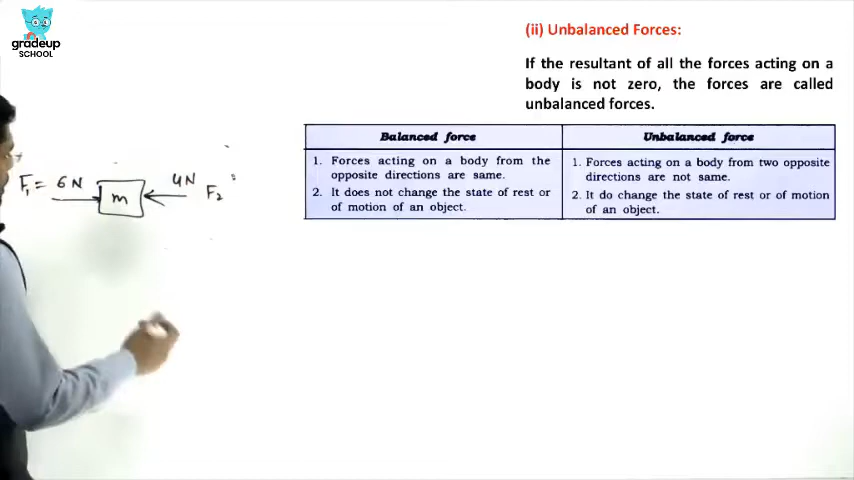 gradeup
SCHOOL
(ii) Unbalanced Forces:
If the resultant of all the forces acting on a
body is not zero, the forces are called
unbalanced forces.
Balanced force
Unbalanced force
1. Forces acting on a body from the
opposite directions are same.
2. It does not change the state of rest or
of motion of an object.
1. Forces acting on a body from two opposite
directions are not same.
2. It do change the state of rest or of motion
of an object.
F₁ = 6 N
m
4N
F₂